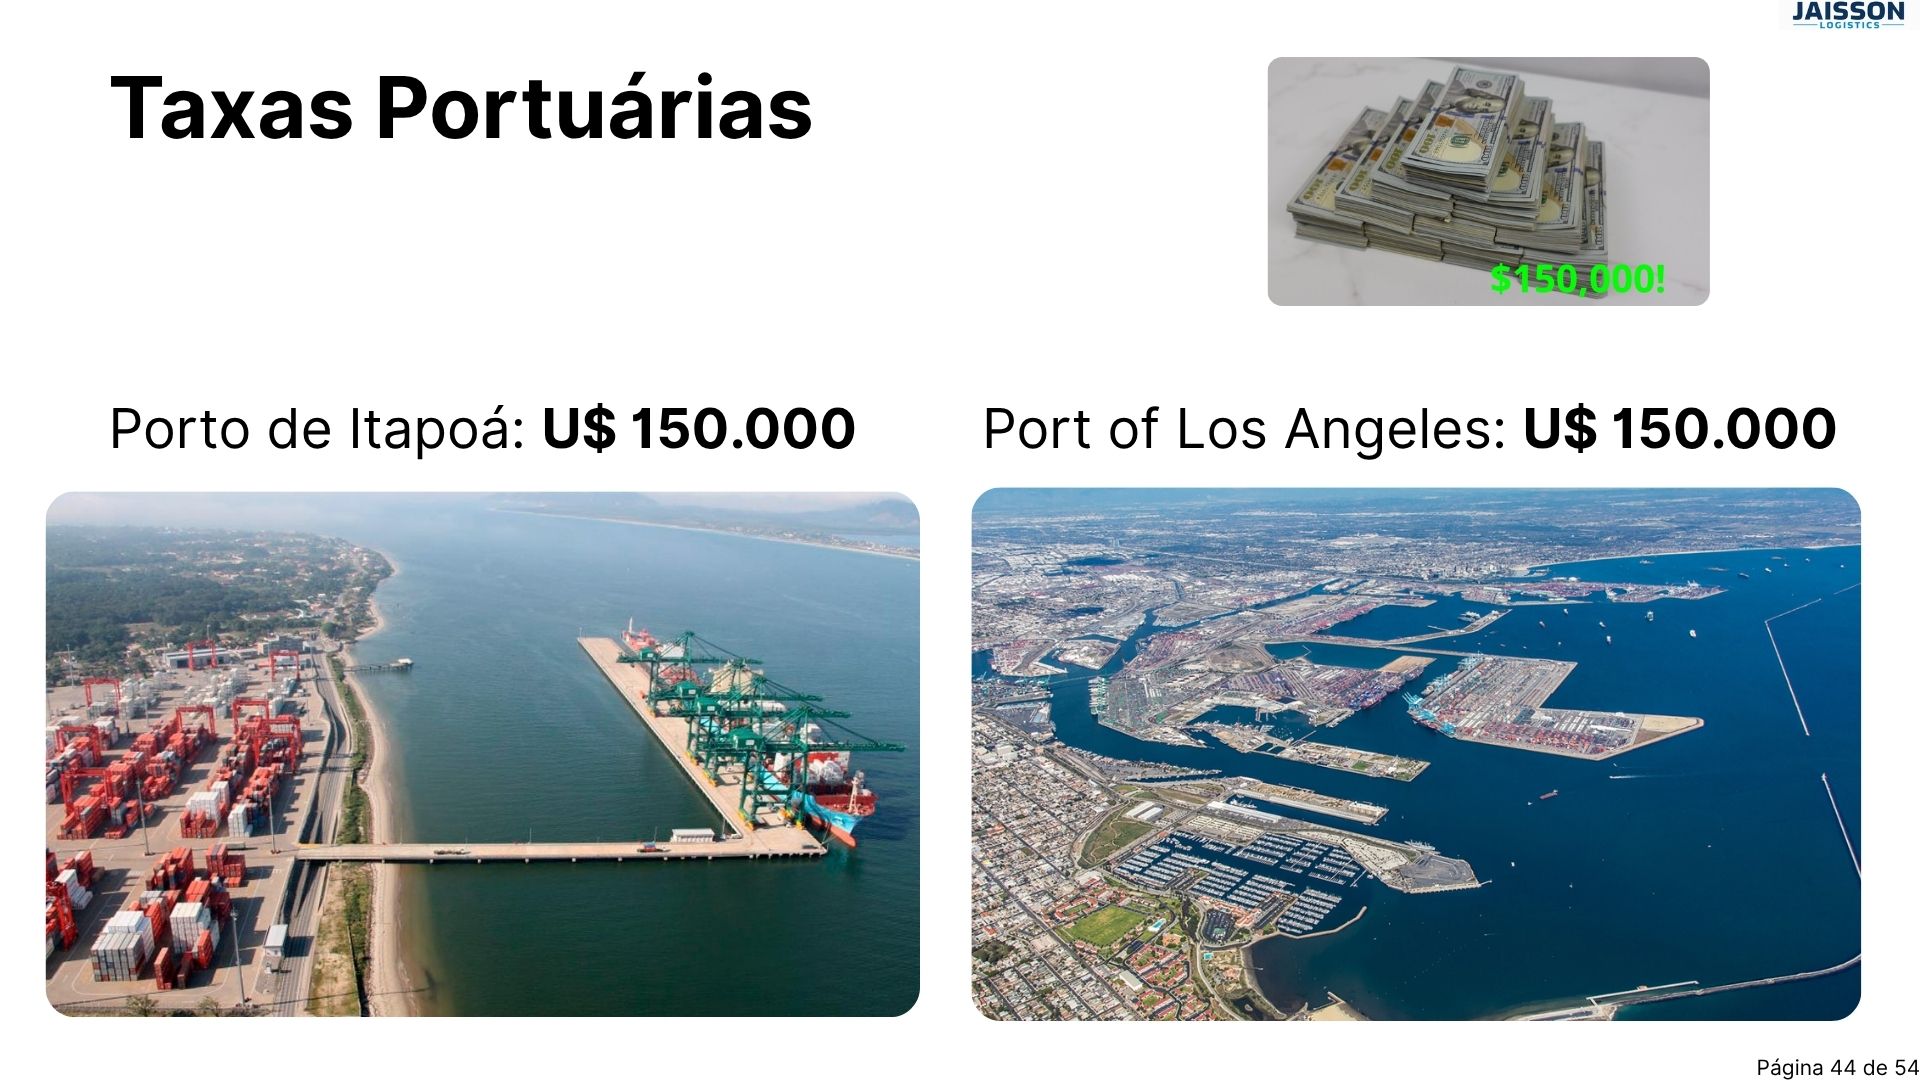 JAISSON
LOGISTICS
Taxas Portuárias
$150,000!
Porto de Itapoá: U$ 150.000
Port of Los Angeles: U$ 150.000
Página 44 de 54